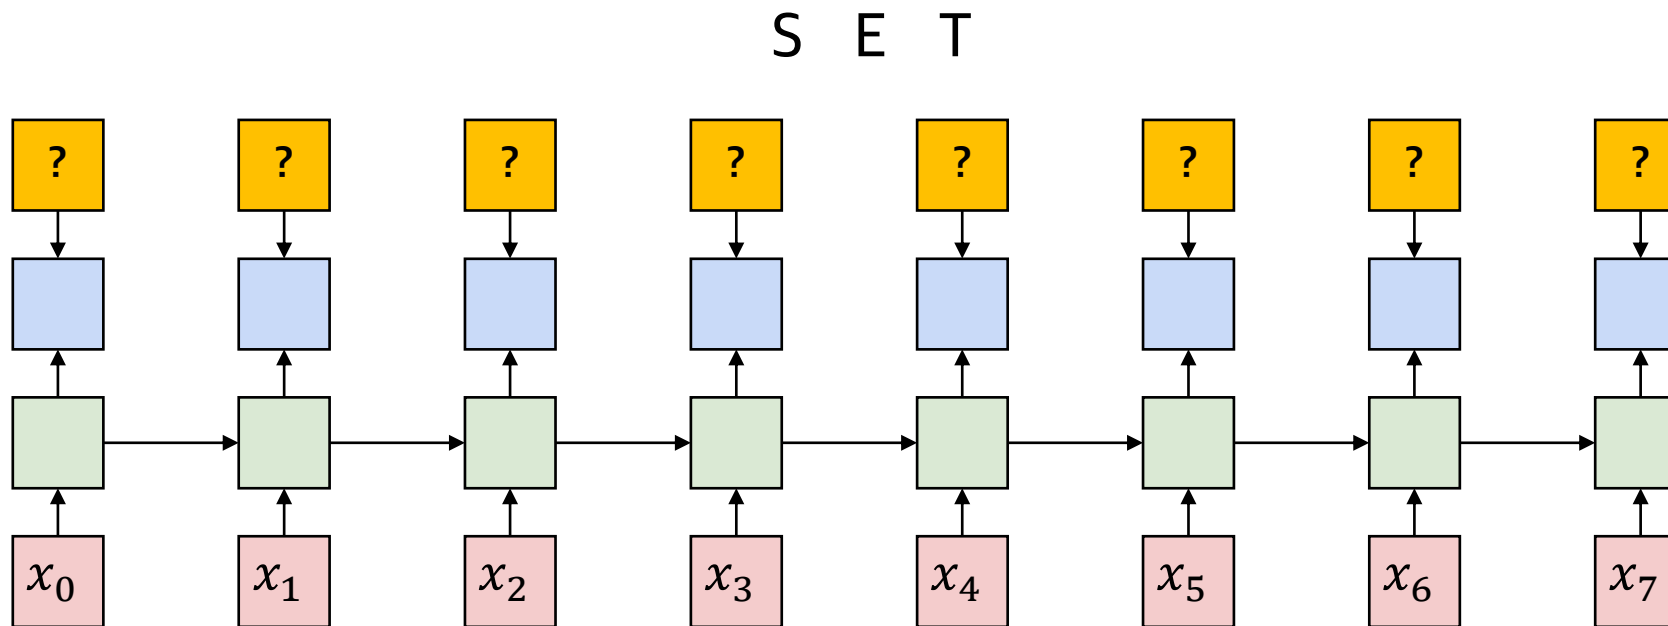 S E T
? ? ? ? ? ? ? ?
x₀ x₁ x₂ x₃ x₄ x₅ x₆ x₇